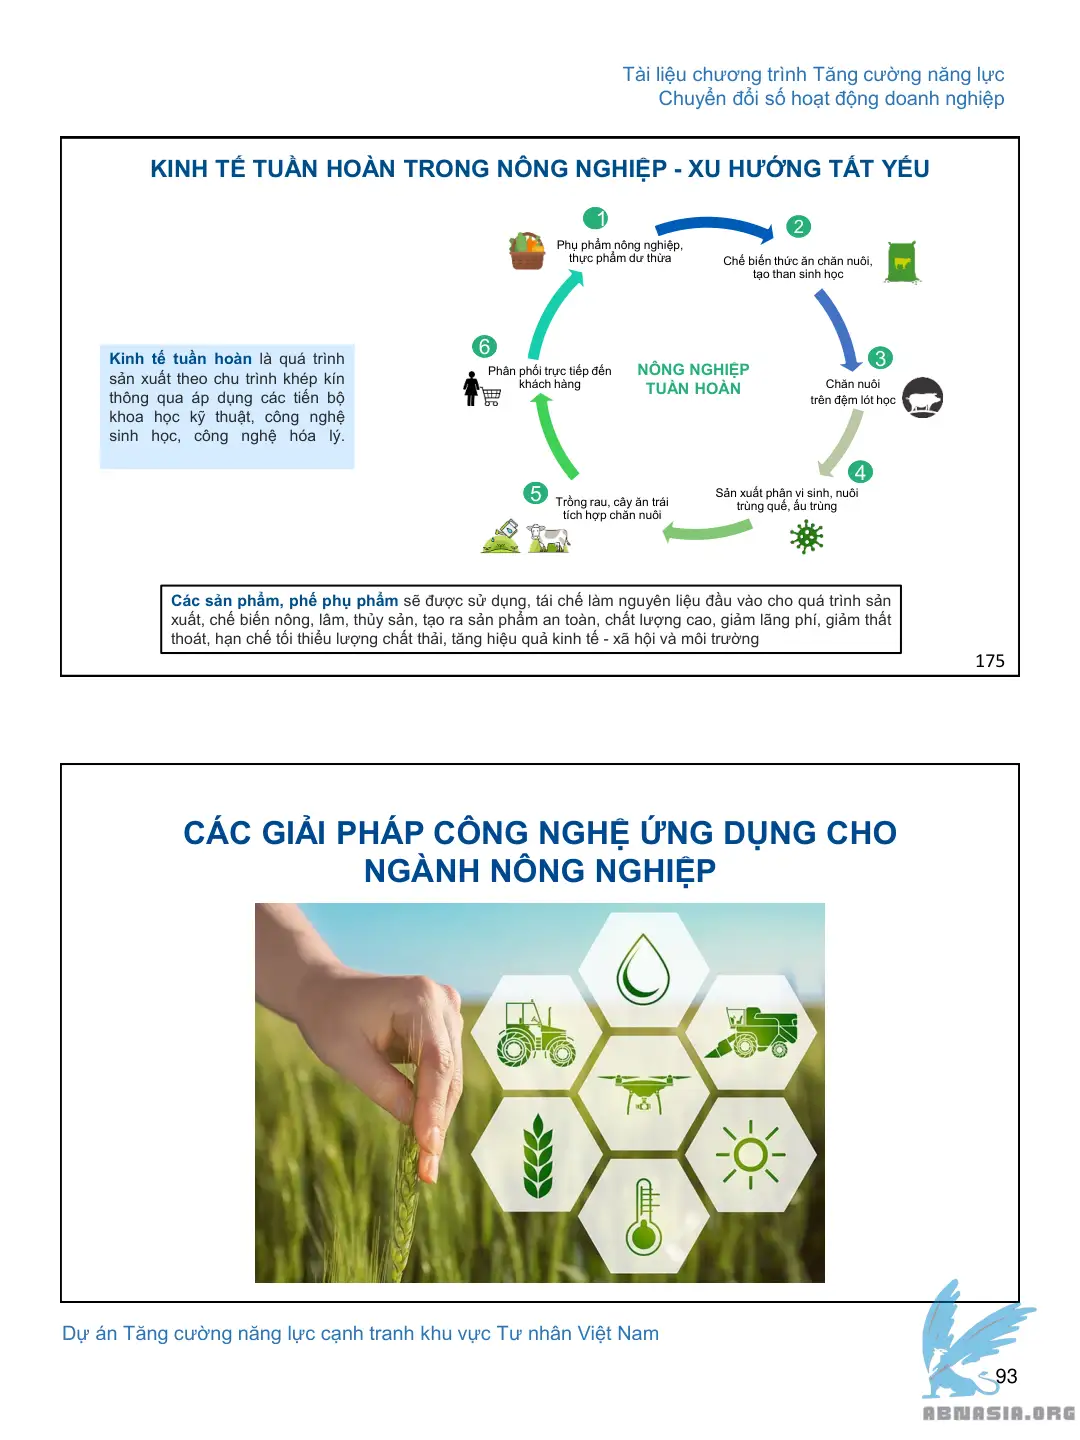 Tài liệu chương trình Tăng cường năng lực
Chuyển đổi số hoạt động doanh nghiệp
KINH TẾ TUẦN HOÀN TRONG NÔNG NGHIỆP - XU HƯỚNG TẤT YẾU
1
Phụ phẩm nông nghiệp,
thực phẩm dư thừa
2
Chế biến thức ăn chăn nuôi,
tạo than sinh học
3
Chăn nuôi
trên đệm lót học
4
Sản xuất phân vi sinh, nuôi
trùng quế, ấu trùng
5
Trồng rau, cây ăn trái
tích hợp chăn nuôi
6
Phân phối trực tiếp đến
khách hàng
NÔNG NGHIỆP
TUẦN HOÀN
Kinh tế tuần hoàn là quá trình
sản xuất theo chu trình khép kín
thông qua áp dụng các tiến bộ
khoa học kỹ thuật, công nghệ
sinh học, công nghệ hóa lý.
Các sản phẩm, phế phụ phẩm sẽ được sử dụng, tái chế làm nguyên liệu đầu vào cho quá trình sản
xuất, chế biến nông, lâm, thủy sản, tạo ra sản phẩm an toàn, chất lượng cao, giảm lãng phí, giảm thất
thoát, hạn chế tối thiểu lượng chất thải, tăng hiệu quả kinh tế - xã hội và môi trường
175
CÁC GIẢI PHÁP CÔNG NGHỆ ỨNG DỤNG CHO
NGÀNH NÔNG NGHIỆP
Dự án Tăng cường năng lực cạnh tranh khu vực Tư nhân Việt Nam
93
ABNASIA.ORG